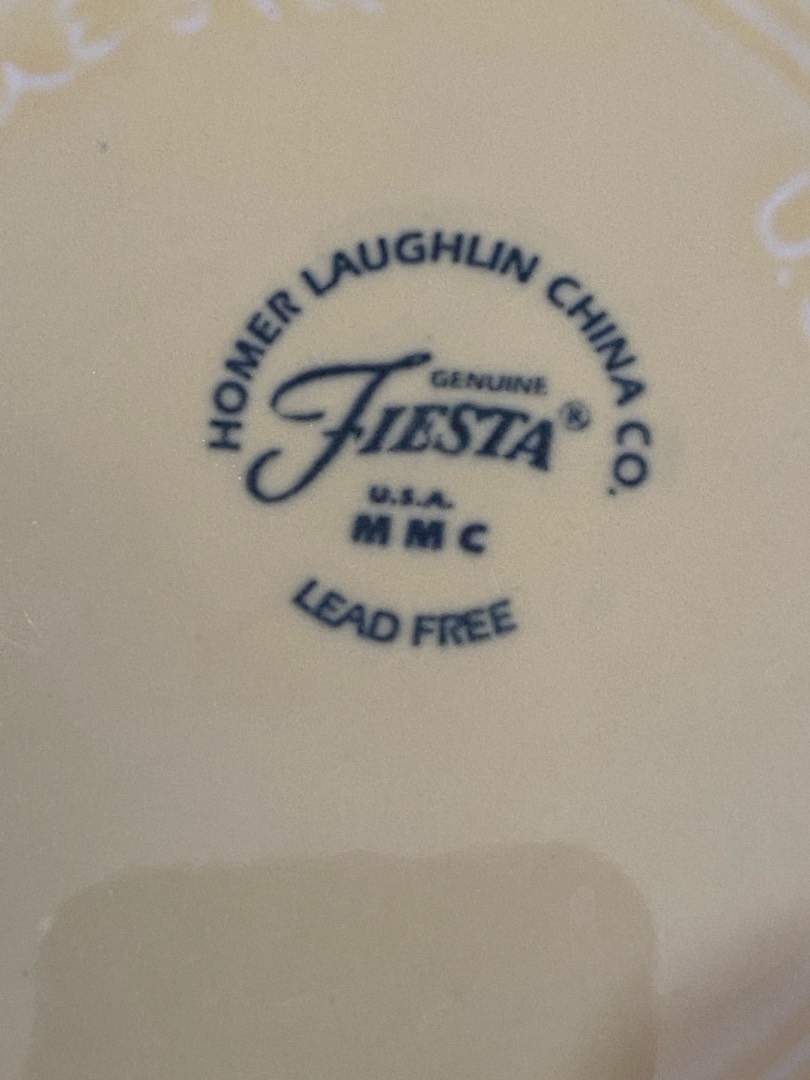 HOMER LAUGHLIN CHINA CO.
GENUINE
FIESTA®
U.S.A.
MMC
LEAD FREE